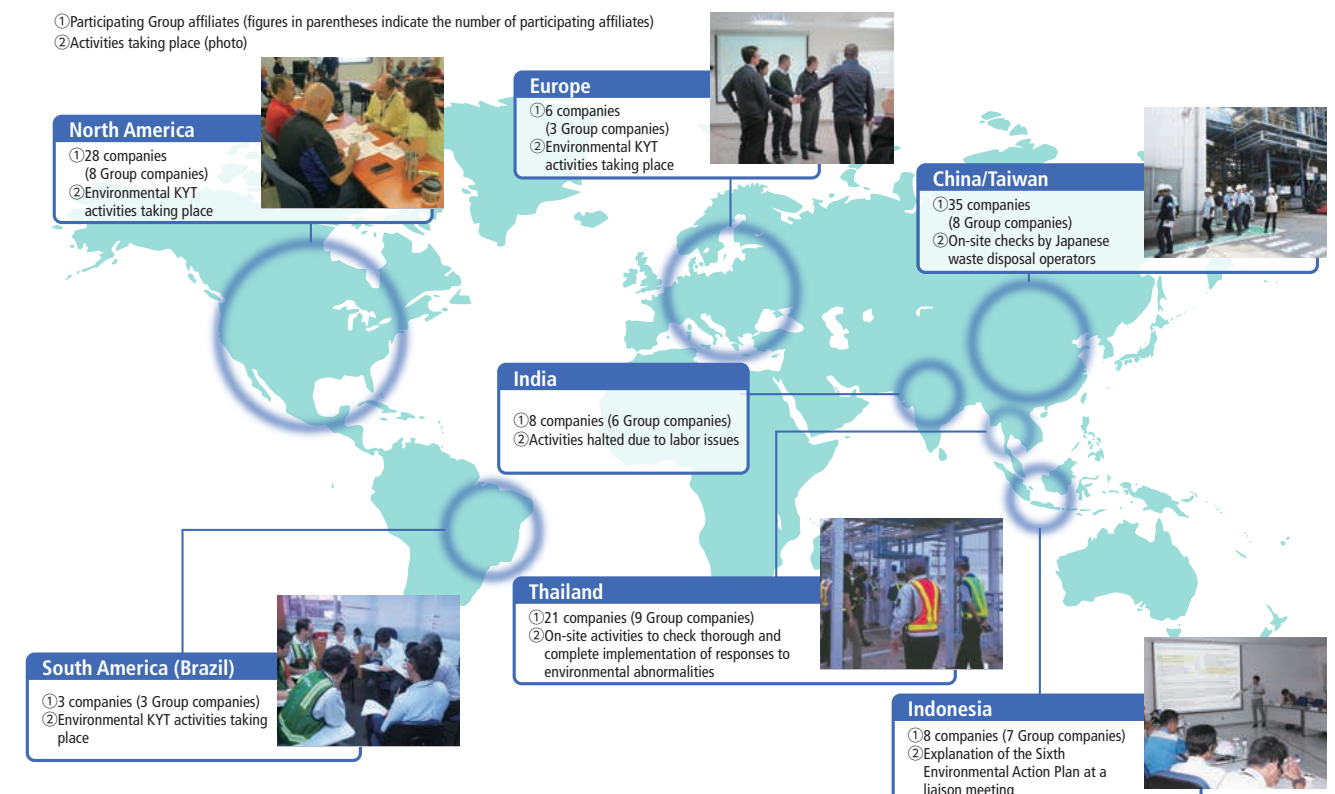 ①Participating Group affiliates (figures in parentheses indicate the number of participating affiliates)
②Activities taking place (photo)
North America
①28 companies
(8 Group companies)
②Environmental KYT
activities taking place
Europe
①6 companies
(3 Group companies)
②Environmental KYT
activities taking place
China/Taiwan
①35 companies
(8 Group companies)
②On-site checks by Japanese
waste disposal operators
India
①8 companies (6 Group companies)
②Activities halted due to labor issues
Thailand
①21 companies (9 Group companies)
②On-site activities to check thorough and
complete implementation of responses to
environmental abnormalities
South America (Brazil)
①3 companies (3 Group companies)
②Environmental KYT activities taking
place
Indonesia
①8 companies (7 Group companies)
②Explanation of the Sixth
Environmental Action Plan at a
liaison meeting